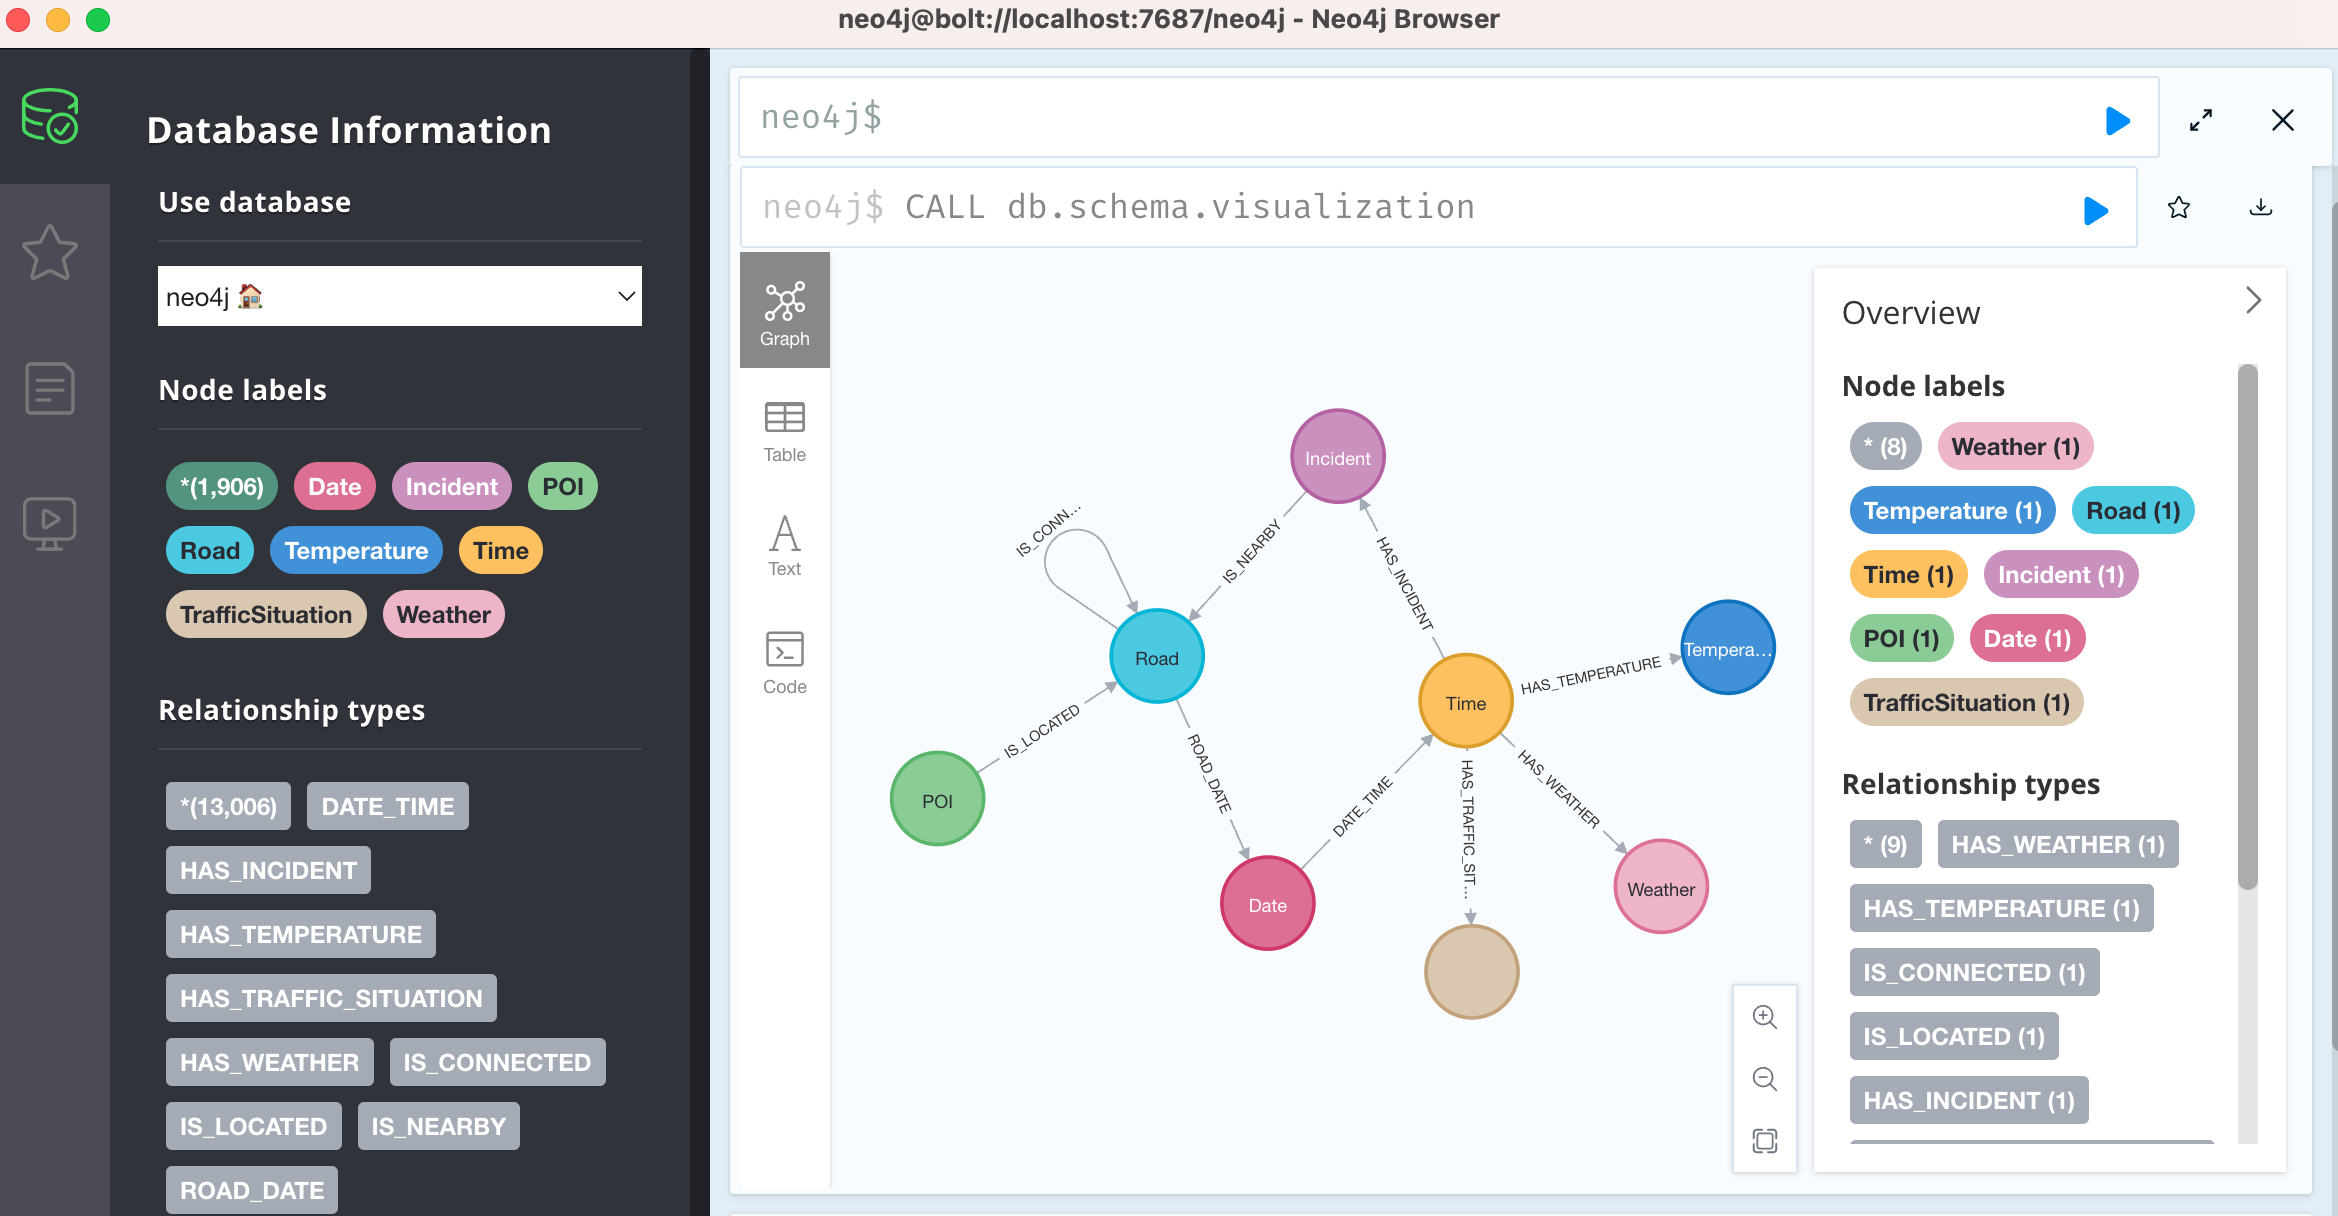 neo4j@bolt://localhost:7687/neo4j - Neo4j Browser
Database Information
Use database
neo4j
Node labels
*(1,906) Date Incident POI
Road Temperature Time
TrafficSituation Weather
Relationship types
*(13,006) DATE_TIME
HAS_INCIDENT
HAS_TEMPERATURE
HAS_TRAFFIC_SITUATION
HAS_WEATHER IS_CONNECTED
IS_LOCATED IS_NEARBY
ROAD_DATE
neo4j$
neo4j$ CALL db.schema.visualization
Graph
Table
Text
Code
Incident
IS_CONN...
IS_NEARBY
HAS_INCIDENT
Road
Tempera...
HAS_TEMPERATURE
Time
IS_LOCATED
ROAD_DATE
POI
DATE_TIME
HAS_TRAFFIC_SIT...
HAS_WEATHER
Date
Weather
Overview
Node labels
* (8) Weather (1)
Temperature (1) Road (1)
Time (1) Incident (1)
POI (1) Date (1)
TrafficSituation (1)
Relationship types
* (9) HAS_WEATHER (1)
HAS_TEMPERATURE (1)
IS_CONNECTED (1)
IS_LOCATED (1)
HAS_INCIDENT (1)